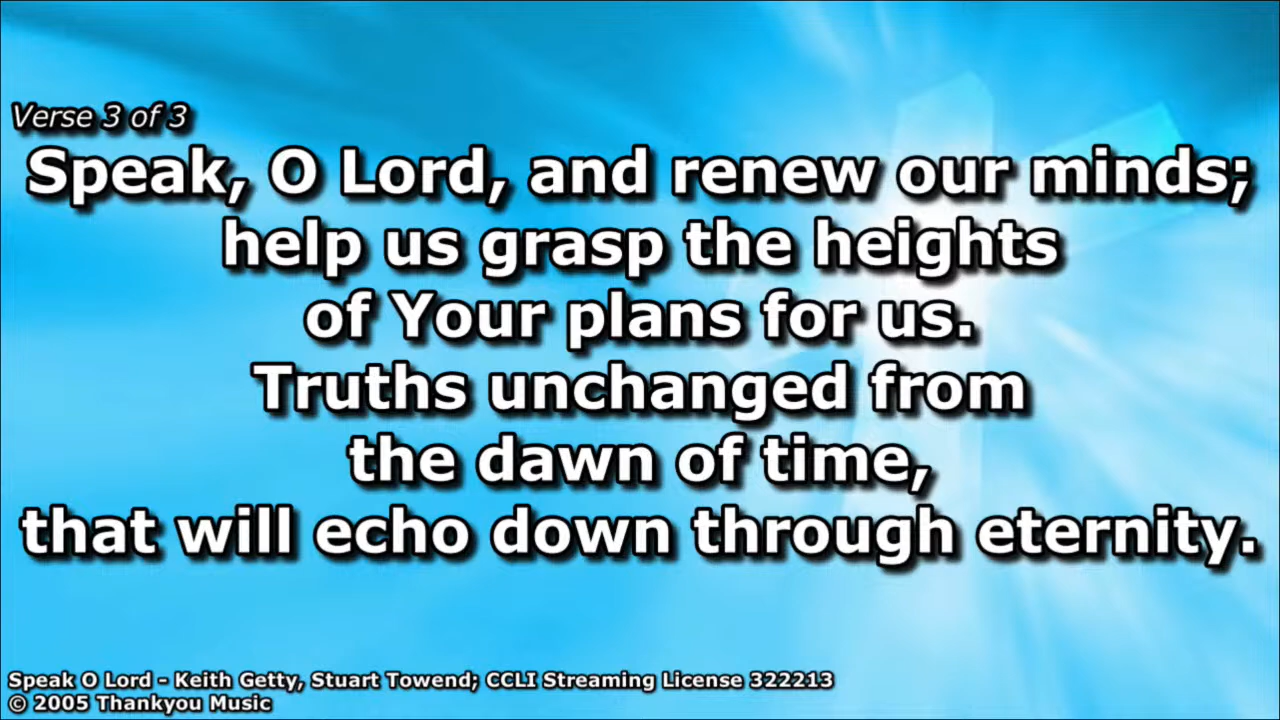 Verse 3 of 3
Speak, O Lord, and renew our minds;
help us grasp the heights
of Your plans for us.
Truths unchanged from
the dawn of time,
that will echo down through eternity.
Speak O Lord - Keith Getty, Stuart Towend; CCLI Streaming License 322213
© 2005 Thankyou Music